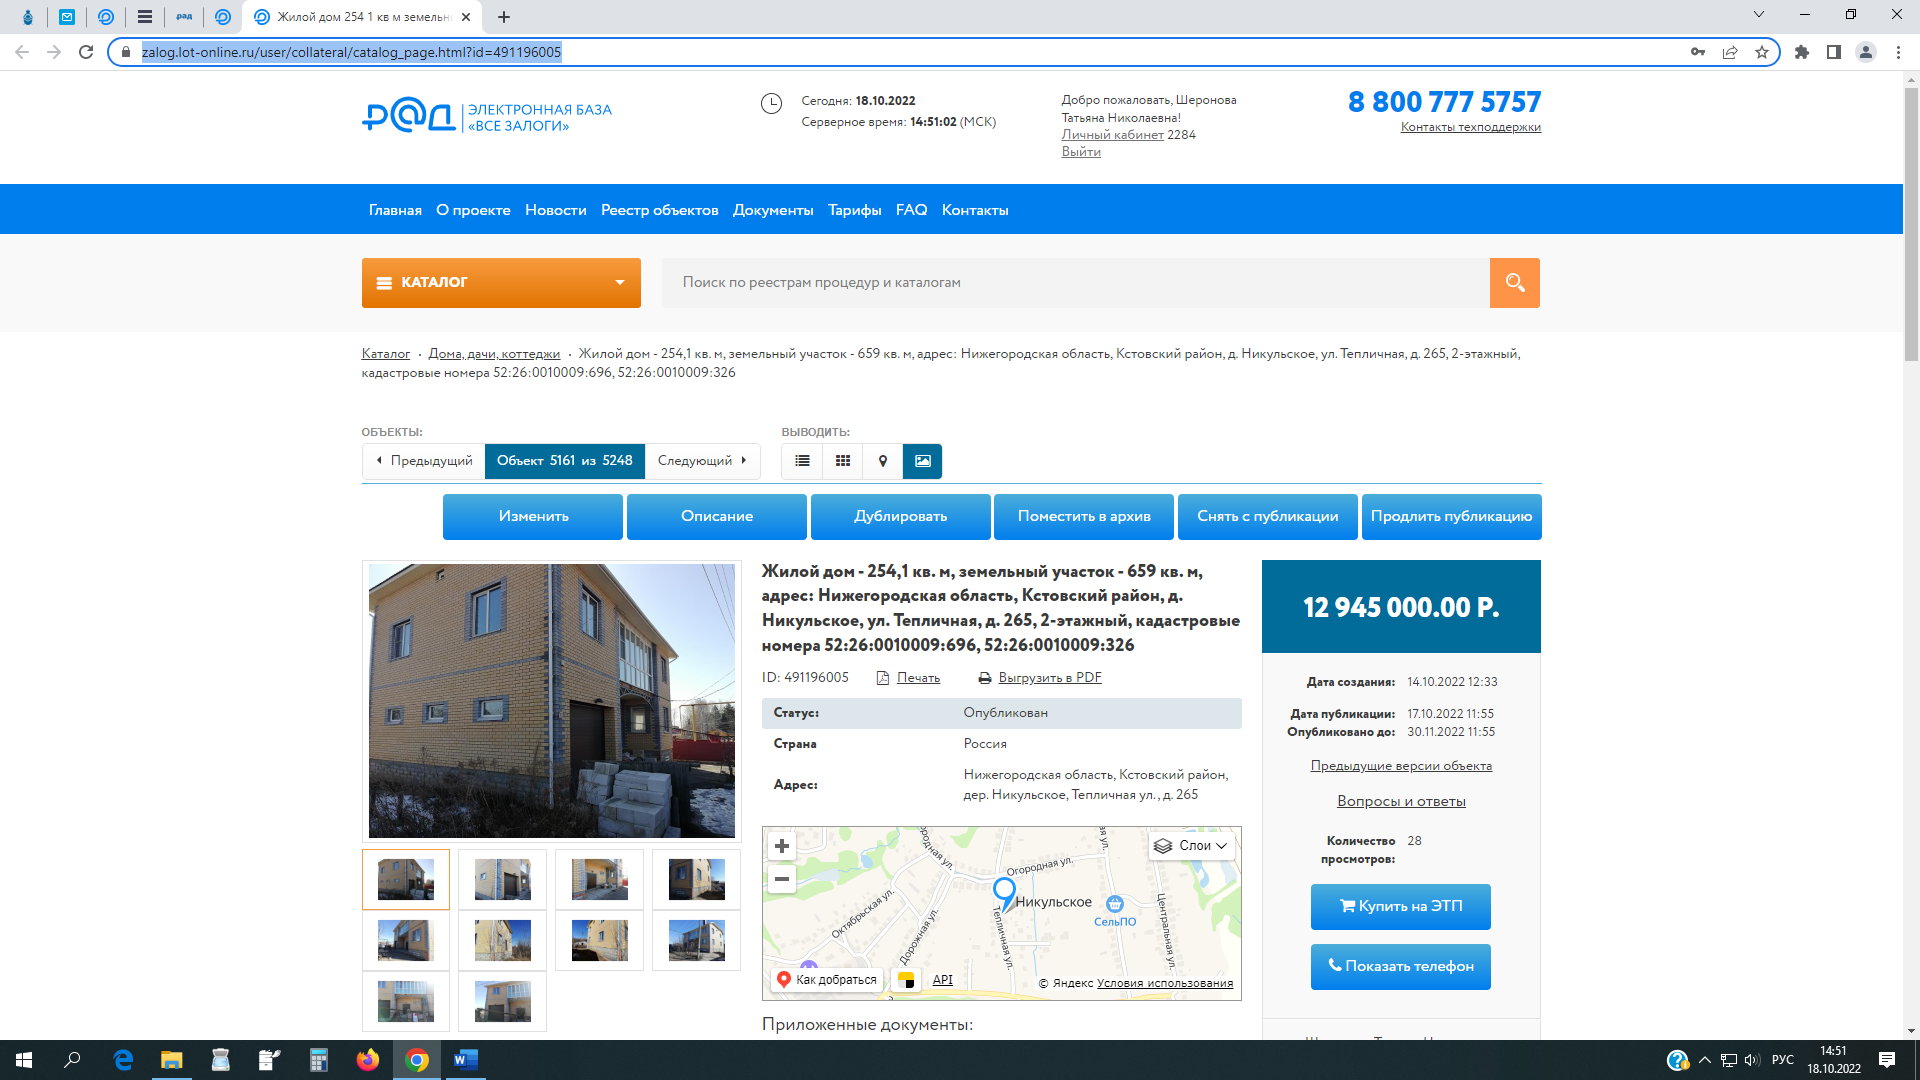 Жилой дом 254 1 кв м земельн
zalog.lot-online.ru/user/collateral/catalog_page.html?id=491196005
РАД
ЭЛЕКТРОННАЯ БАЗА
«ВСЕ ЗАЛОГИ»
Сегодня: 18.10.2022
Серверное время: 14:51:02 (МСК)
Добро пожаловать, Шеронова
Татьяна Николаевна!
Личный кабинет 2284
Выйти
8 800 777 5757
Контакты техподдержки
Главная О проекте Новости Реестр объектов Документы Тарифы FAQ Контакты
КАТАЛОГ
Поиск по реестрам процедур и каталогам
Каталог · Дома, дачи, коттеджи · Жилой дом - 254,1 кв. м, земельный участок - 659 кв. м, адрес: Нижегородская область, Кстовский район, д. Никульское, ул. Тепличная, д. 265, 2-этажный,
кадастровые номера 52:26:0010009:696, 52:26:0010009:326
ОБЪЕКТЫ:
ВЫВОДИТЬ:
Предыдущий Объект 5161 из 5248 Следующий
Изменить Описание Дублировать Поместить в архив Снять с публикации Продлить публикацию
Жилой дом - 254,1 кв. м, земельный участок - 659 кв. м,
адрес: Нижегородская область, Кстовский район, д.
Никульское, ул. Тепличная, д. 265, 2-этажный, кадастровые
номера 52:26:0010009:696, 52:26:0010009:326
ID: 491196005 Печать Выгрузить в PDF
Статус: Опубликован
Страна Россия
Адрес: Нижегородская область, Кстовский район,
дер. Никульское, Тепличная ул., д. 265
Слои
Огородная ул.
Никульское
СельПО
Октябрьская ул.
Дорожная ул.
Тепличная ул.
Центральная ул.
Как добраться
API
© Яндекс Условия использования
Приложенные документы:
12 945 000.00 Р.
Дата создания: 14.10.2022 12:33
Дата публикации: 17.10.2022 11:55
Опубликовано до: 30.11.2022 11:55
Предыдущие версии объекта
Вопросы и ответы
Количество 28
просмотров:
Купить на ЭТП
Показать телефон
РУС
14:51
18.10.2022